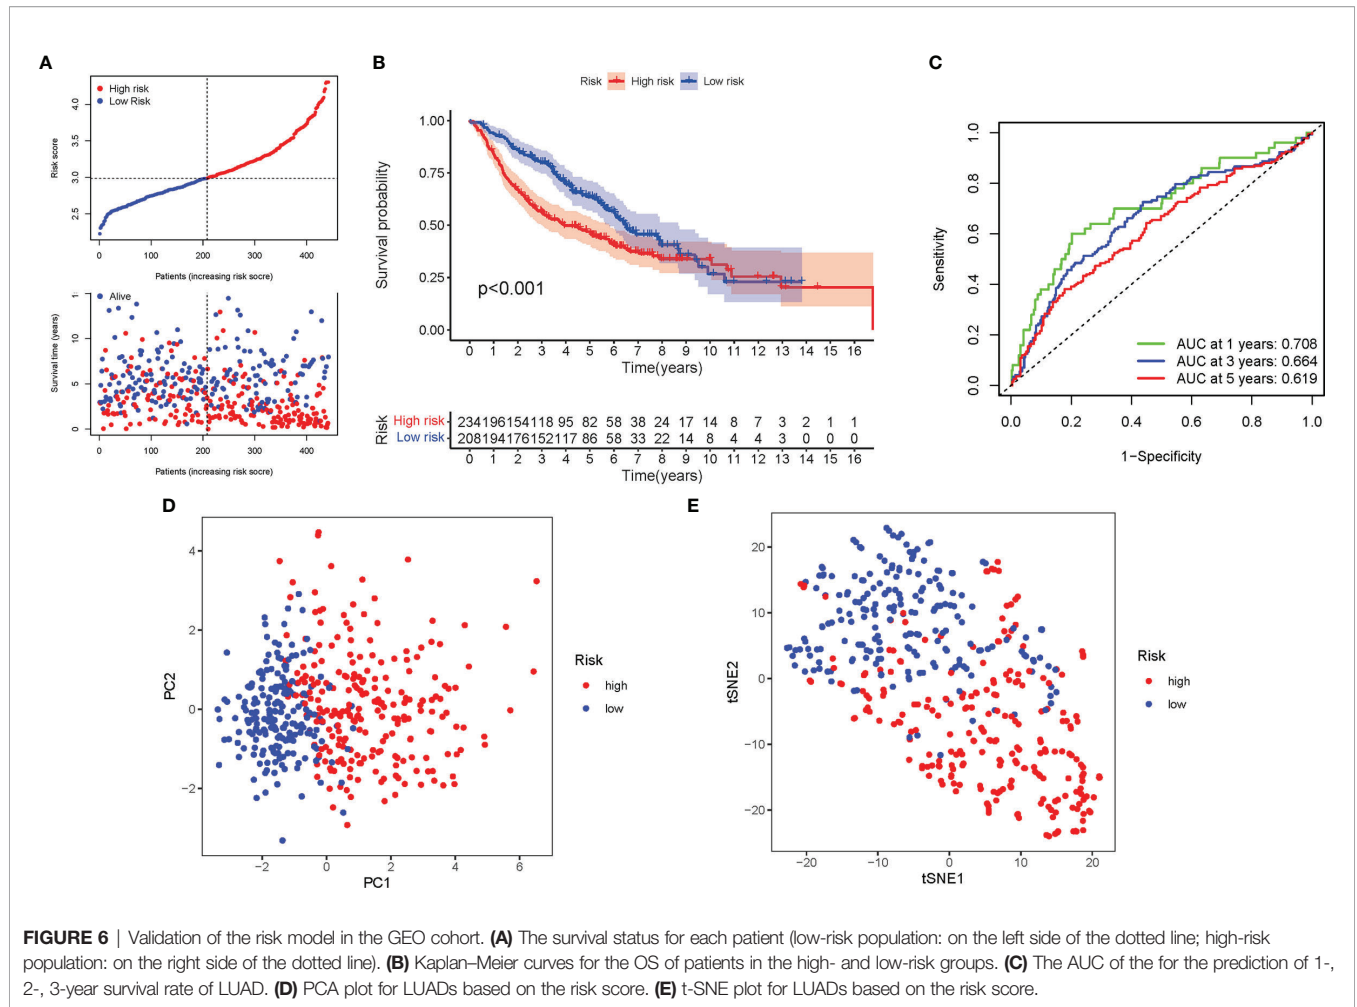 A
High risk
Low Risk
Risk score
4.0
3.5
3.0
2.5
0 100 200 300 400
Patients (increasing risk socre)
Alive
Survival time (years)
10
5
0
0 100 200 300 400
Patients (increasing risk socre)
B
Risk High risk Low risk
Survival probability
1.00
0.75
0.50
0.25
0.00
p<0.001
0 1 2 3 4 5 6 7 8 9 10 11 12 13 14 15 16
Time(years)
Risk
High risk 234 196 154 118 95 82 58 38 24 17 14 8 7 3 2 1 1
Low risk 208 194 176 152 117 86 58 33 22 14 8 4 4 3 0 0 0
0 1 2 3 4 5 6 7 8 9 10 11 12 13 14 15 16
Time(years)
C
Sensitivity
1.0
0.8
0.6
0.4
0.2
0.0
AUC at 1 years: 0.708
AUC at 3 years: 0.664
AUC at 5 years: 0.619
0.0 0.2 0.4 0.6 0.8 1.0
1−Specificity
D
PC2
4
2
0
−2
−2 0 2 4 6
PC1
Risk
high
low
E
tSNE2
20
10
0
−10
−20
−20 −10 0 10 20
tSNE1
Risk
high
low
FIGURE 6 | Validation of the risk model in the GEO cohort. (A) The survival status for each patient (low-risk population: on the left side of the dotted line; high-risk
population: on the right side of the dotted line). (B) Kaplan–Meier curves for the OS of patients in the high- and low-risk groups. (C) The AUC of the for the prediction of 1-,
2-, 3-year survival rate of LUAD. (D) PCA plot for LUADs based on the risk score. (E) t-SNE plot for LUADs based on the risk score.